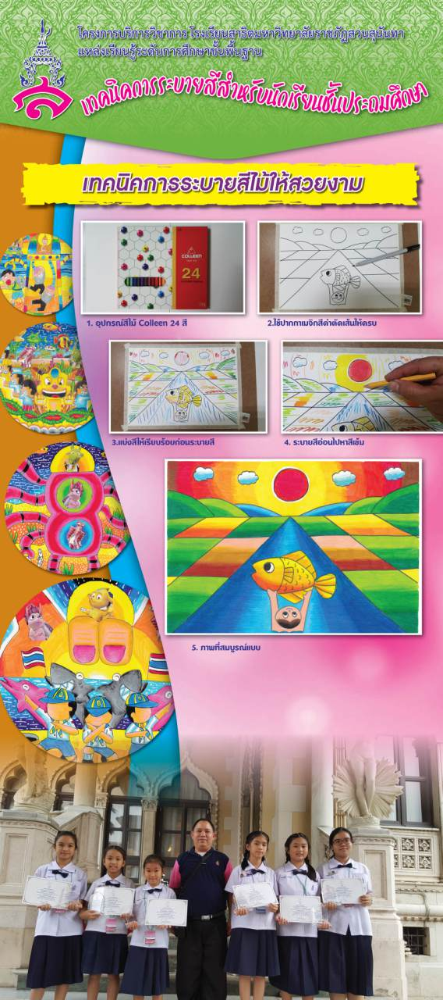 โครงการบริการวิชาการ โรงเรียนสาธิตมหาวิทยาลัยราชภัฏสวนสุนันทา
แหล่งเรียนรู้ระดับการศึกษาขั้นพื้นฐาน
เทคนิคการระบายสีสำหรับนักเรียนชั้นประถมศึกษา
เทคนิคการระบายสีไม้ให้สวยงาม
COLLEEN
24
1. อุปกรณ์สีไม้ Colleen 24 สี
2.ใช้ปากกาเมจิกสีดำตัดเส้นให้ครบ
3.แบ่งสีให้เรียบร้อยก่อนระบายสี
4. ระบายสีอ่อนไปหาสีเข้ม
5. ภาพที่สมบูรณ์แบบ